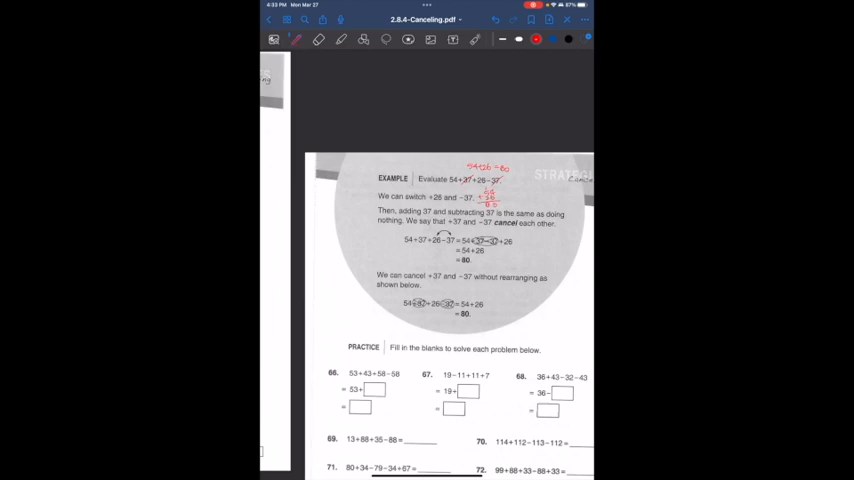 4:33 PM Mon Mar 27
87%
2.8.4-Canceling.pdf
54+26=80
EXAMPLE Evaluate 54+37+26-37.
STRATEG
We can switch +26 and -37.
80
Then, adding 37 and subtracting 37 is the same as doing
nothing. We say that +37 and -37 cancel each other.
54+37+26-37=54+37-37+26
=54+26
=80.
We can cancel +37 and -37 without rearranging as
shown below.
54+37+26-37=54+26
=80.
PRACTICE Fill in the blanks to solve each problem below.
66. 53+43+58-58
= 53+
=
67. 19-11+11+7
= 19+
=
68. 36+43-32-43
= 36-
=
69. 13+88+35-88=
70. 114+112-113-112=
71. 80+34-79-34+67=
72. 99+88+33-88+33=